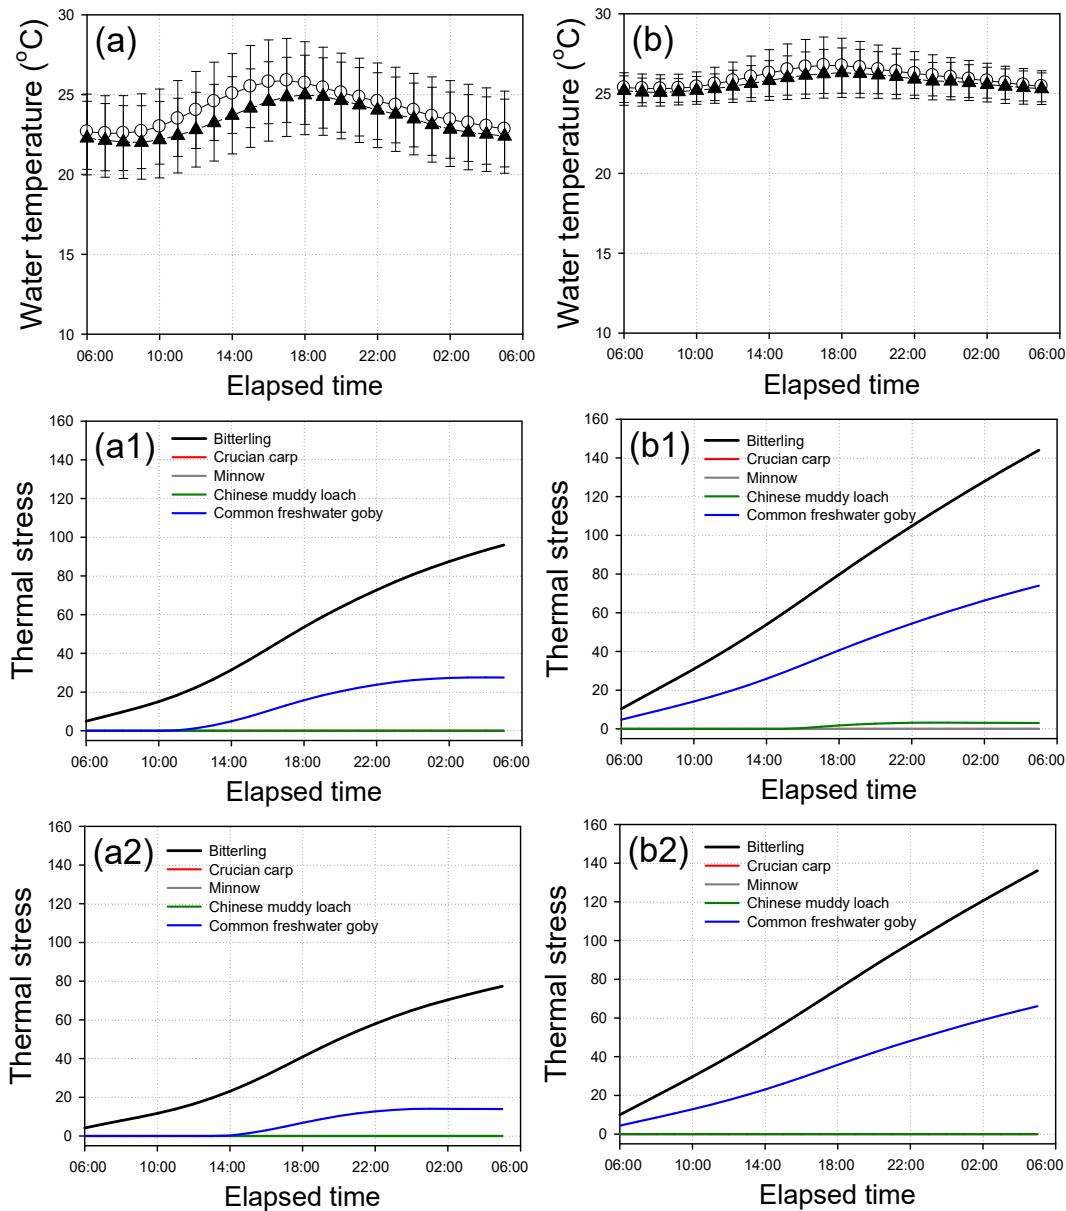 (a)
Water temperature (°C)
30
25
20
15
10
06:00 10:00 14:00 18:00 22:00 02:00 06:00
Elapsed time
(b)
Water temperature (°C)
30
25
20
15
10
06:00 10:00 14:00 18:00 22:00 02:00 06:00
Elapsed time
(a1)
Bitterling
Crucian carp
Minnow
Chinese muddy loach
Common freshwater goby
Thermal stress
160
140
120
100
80
60
40
20
0
06:00 10:00 14:00 18:00 22:00 02:00 06:00
Elapsed time
(b1)
Bitterling
Crucian carp
Minnow
Chinese muddy loach
Common freshwater goby
Thermal stress
160
140
120
100
80
60
40
20
0
06:00 10:00 14:00 18:00 22:00 02:00 06:00
Elapsed time
(a2)
Bitterling
Crucian carp
Minnow
Chinese muddy loach
Common freshwater goby
Thermal stress
160
140
120
100
80
60
40
20
0
06:00 10:00 14:00 18:00 22:00 02:00 06:00
Elapsed time
(b2)
Bitterling
Crucian carp
Minnow
Chinese muddy loach
Common freshwater goby
Thermal stress
160
140
120
100
80
60
40
20
0
06:00 10:00 14:00 18:00 22:00 02:00 06:00
Elapsed time